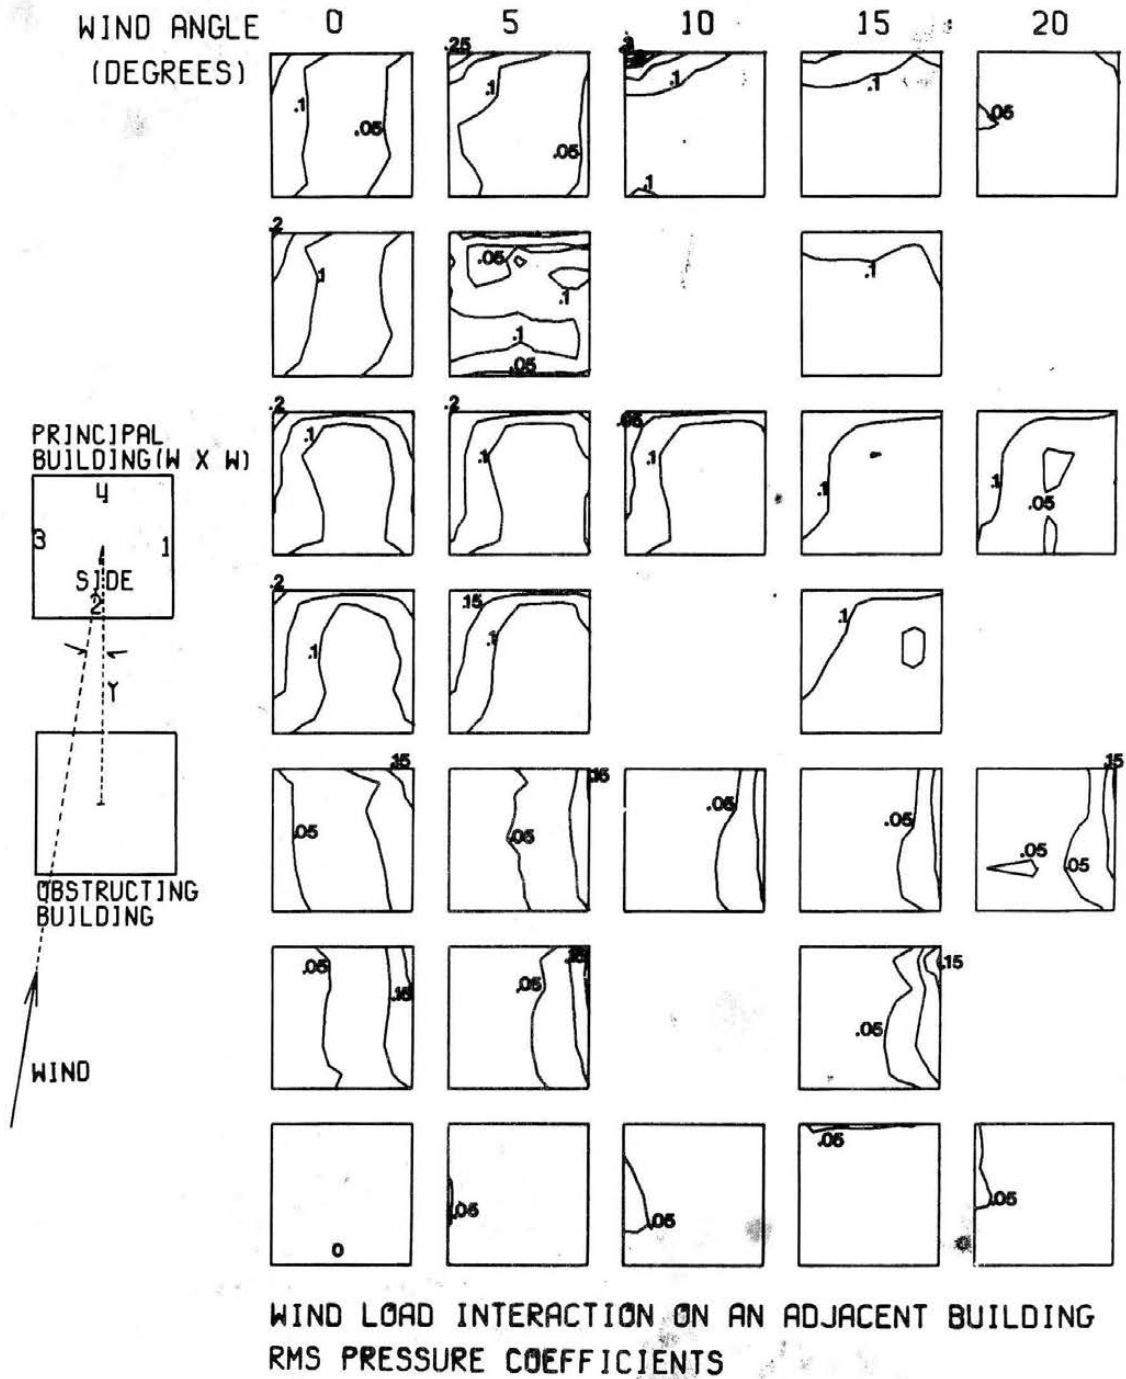 WIND ANGLE 0 5 10 15 20
(DEGREES)
.25
.1 .05 .1 .05 .1 .1 .1 .05
.2
.1 .05 .1 .1 .05 .1
.2 .2 .05
.1 .1 .1 .1 .1 .05
PRINCIPAL
BUILDING(W X W)
4
3 1
SIDE
2
Y
.2 .15 .1
.1 .1
.15 .15 .15
.05 .05 .05 .05 .05 .05
OBSTRUCTING
BUILDING
.05 .15 .05 .15 .05 .15
WIND
0 .05 .05 .05 .05
WIND LOAD INTERACTION ON AN ADJACENT BUILDING
RMS PRESSURE COEFFICIENTS